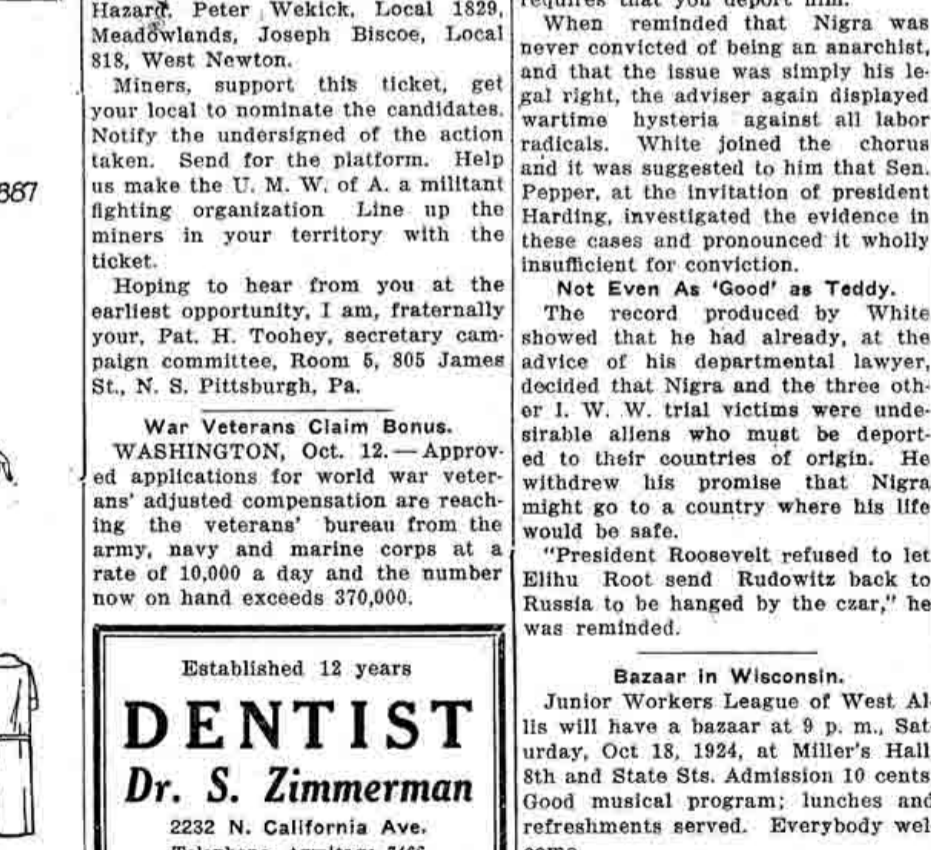 887
Hazard, Peter Wekick, Local 1829,
Meadowlands, Joseph Biscoe, Local
818, West Newton.
Miners, support this ticket, get
your local to nominate the candidates.
Notify the undersigned of the action
taken. Send for the platform. Help
us make the U. M. W. of A. a militant
fighting organization Line up the
miners in your territory with the
ticket.
Hoping to hear from you at the
earliest opportunity, I am, fraternally
your, Pat. H. Toohey, secretary cam-
paign committee, Room 5, 805 James
St., N. S. Pittsburgh, Pa.
War Veterans Claim Bonus.
WASHINGTON, Oct. 12.—Approv-
ed applications for world war veter-
ans' adjusted compensation are reach-
ing the veterans' bureau from the
army, navy and marine corps at a
rate of 10,000 a day and the number
now on hand exceeds 370,000.
Established 12 years
DENTIST
Dr. S. Zimmerman
2232 N. California Ave.
requires that you deport him.
When reminded that Nigra was
never convicted of being an anarchist,
and that the issue was simply his le-
gal right, the adviser again displayed
wartime hysteria against all labor
radicals. White joined the chorus
and it was suggested to him that Sen.
Pepper, at the invitation of president
Harding, investigated the evidence in
these cases and pronounced it wholly
insufficient for conviction.
Not Even As 'Good' as Teddy.
The record produced by White
showed that he had already, at the
advice of his departmental lawyer,
decided that Nigra and the three oth-
er I. W. W. trial victims were unde-
sirable aliens who must be deport-
ed to their countries of origin. He
withdrew his promise that Nigra
might go to a country where his life
would be safe.
"President Roosevelt refused to let
Elihu Root send Rudowitz back to
Russia to be hanged by the czar," he
was reminded.
Bazaar in Wisconsin.
Junior Workers League of West Al
lis will have a bazaar at 9 p. m., Sat
urday, Oct 18, 1924, at Miller's Hall
8th and State Sts. Admission 10 cents
Good musical program; lunches and
refreshments served. Everybody wel